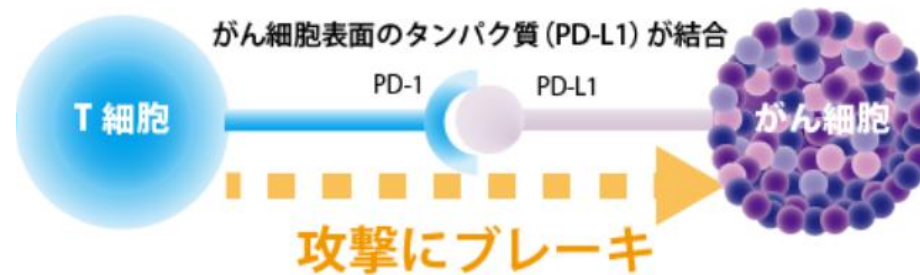 がん細胞表面のタンパク質（PD-L1）が結合
PD-1
PD-L1
T 細胞
がん細胞
攻撃にブレーキ